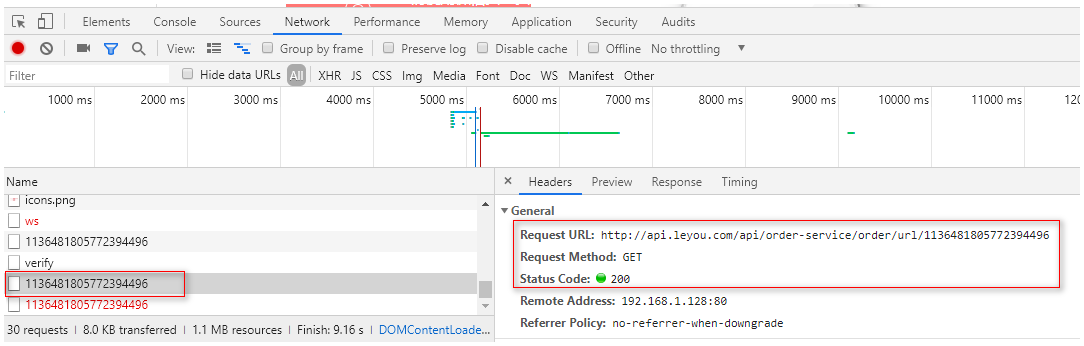 Elements Console Sources Network Performance Memory Application Security Audits
View: Group by frame Preserve log Disable cache Offline No throttling
Filter Hide data URLs All XHR JS CSS Img Media Font Doc WS Manifest Other
1000 ms 2000 ms 3000 ms 4000 ms 5000 ms 6000 ms 7000 ms 8000 ms 9000 ms 10000 ms 11000 ms 120
Name
icons.png
ws
1136481805772394496
verify
1136481805772394496
1136481805772394496
30 requests | 8.0 KB transferred | 1.1 MB resources | Finish: 9.16 s | DOMContentLoade...
× Headers Preview Response Timing
General
Request URL: http://api.leyou.com/api/order-service/order/url/1136481805772394496
Request Method: GET
Status Code: 200
Remote Address: 192.168.1.128:80
Referrer Policy: no-referrer-when-downgrade